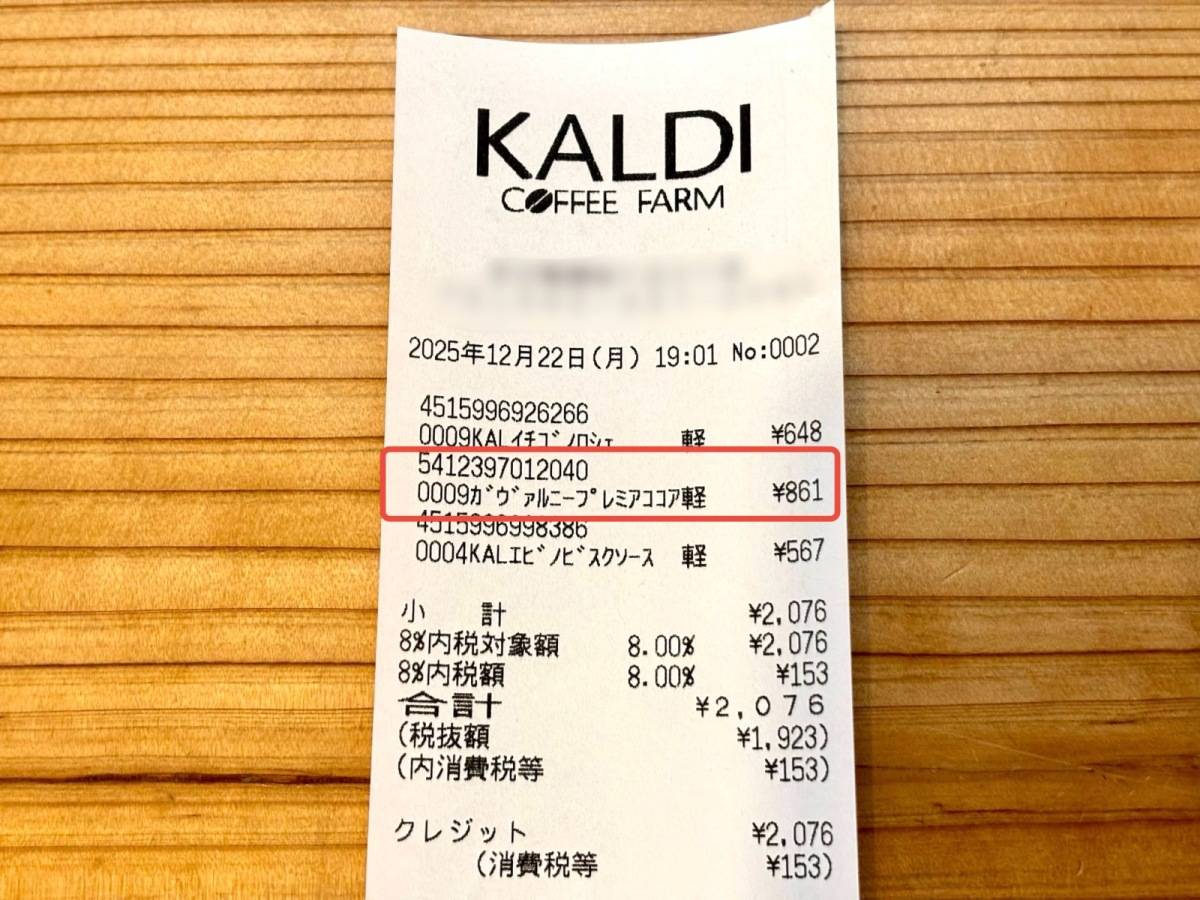 KALDI
COFFEE FARM
2025年12月22日(月) 19:01 No:0002
4515996926266
0009KALｲﾁｺﾞﾉﾛｼｪ 軽 ¥648
5412397012040
0009ｶﾞｳﾞｧﾙﾆｰﾌﾟﾚﾐｱｺｺｱ軽 ¥861
4515996998386
0004KALｴﾋﾞﾉﾋﾞｽｸｿｰｽ 軽 ¥567
小 計 ¥2,076
8%内税対象額 8.00% ¥2,076
8%内税額 8.00% ¥153
合計 ¥2,076
(税抜額 ¥1,923)
(内消費税等 ¥153)
クレジット ¥2,076
(消費税等 ¥153)